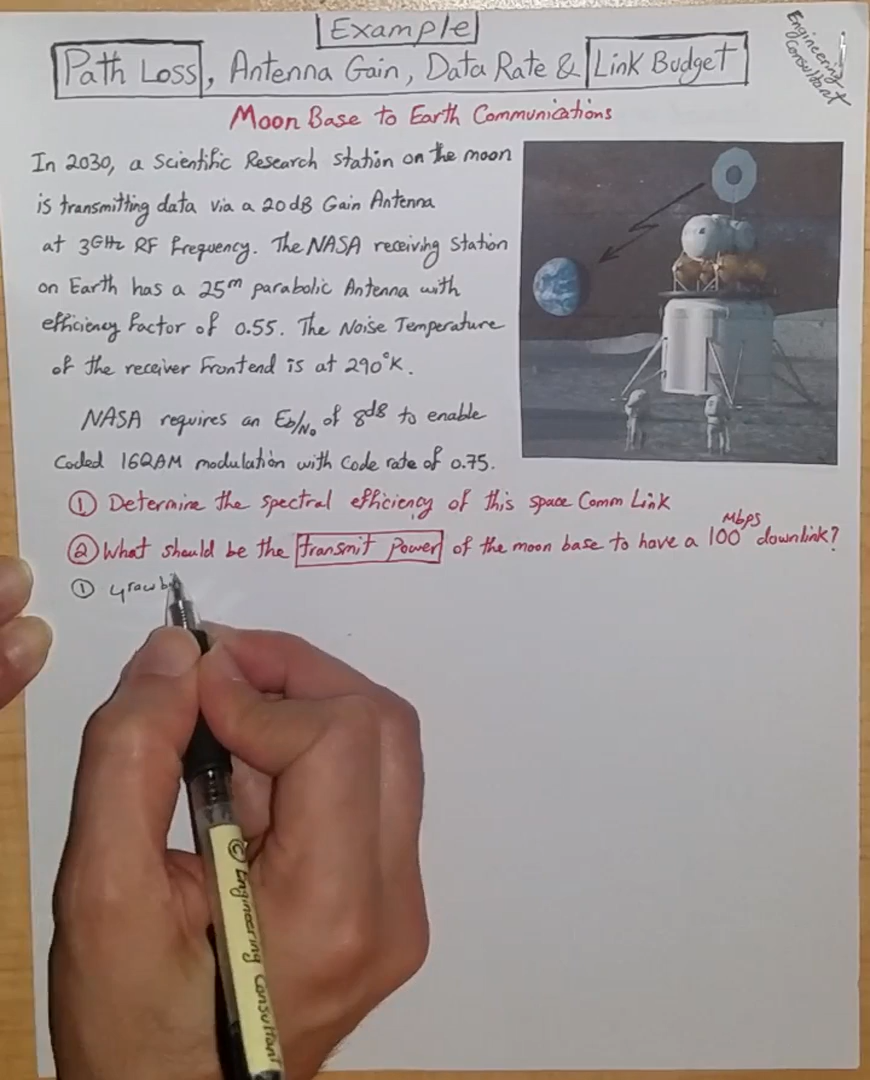 Example
Path Loss, Antenna Gain, Data Rate & Link Budget
Engineering
Consultant
Moon Base to Earth Communications
In 2030, a Scientific Research Station on the moon
is transmitting data via a 20dB Gain Antenna
at 3GHz RF frequency. The NASA receiving Station
on Earth has a 25m parabolic Antenna with
efficiency factor of 0.55. The Noise Temperature
of the receiver Frontend is at 290°K.
NASA requires an Eb/No of 8dB to enable
Coded 16QAM modulation with Code rate of 0.75.
① Determine the spectral efficiency of this space Comm Link
② What should be the transmit Power of the moon base to have a 100 Mbps downlink?
① 4rawbi
© Engineering Consultant